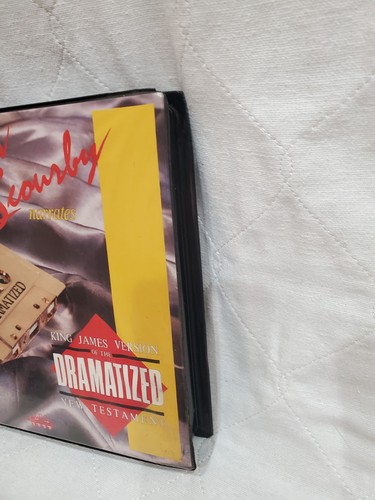 Scourby
narrates
KING JAMES VERSION
OF THE
DRAMATIZED
NEW TESTAMENT